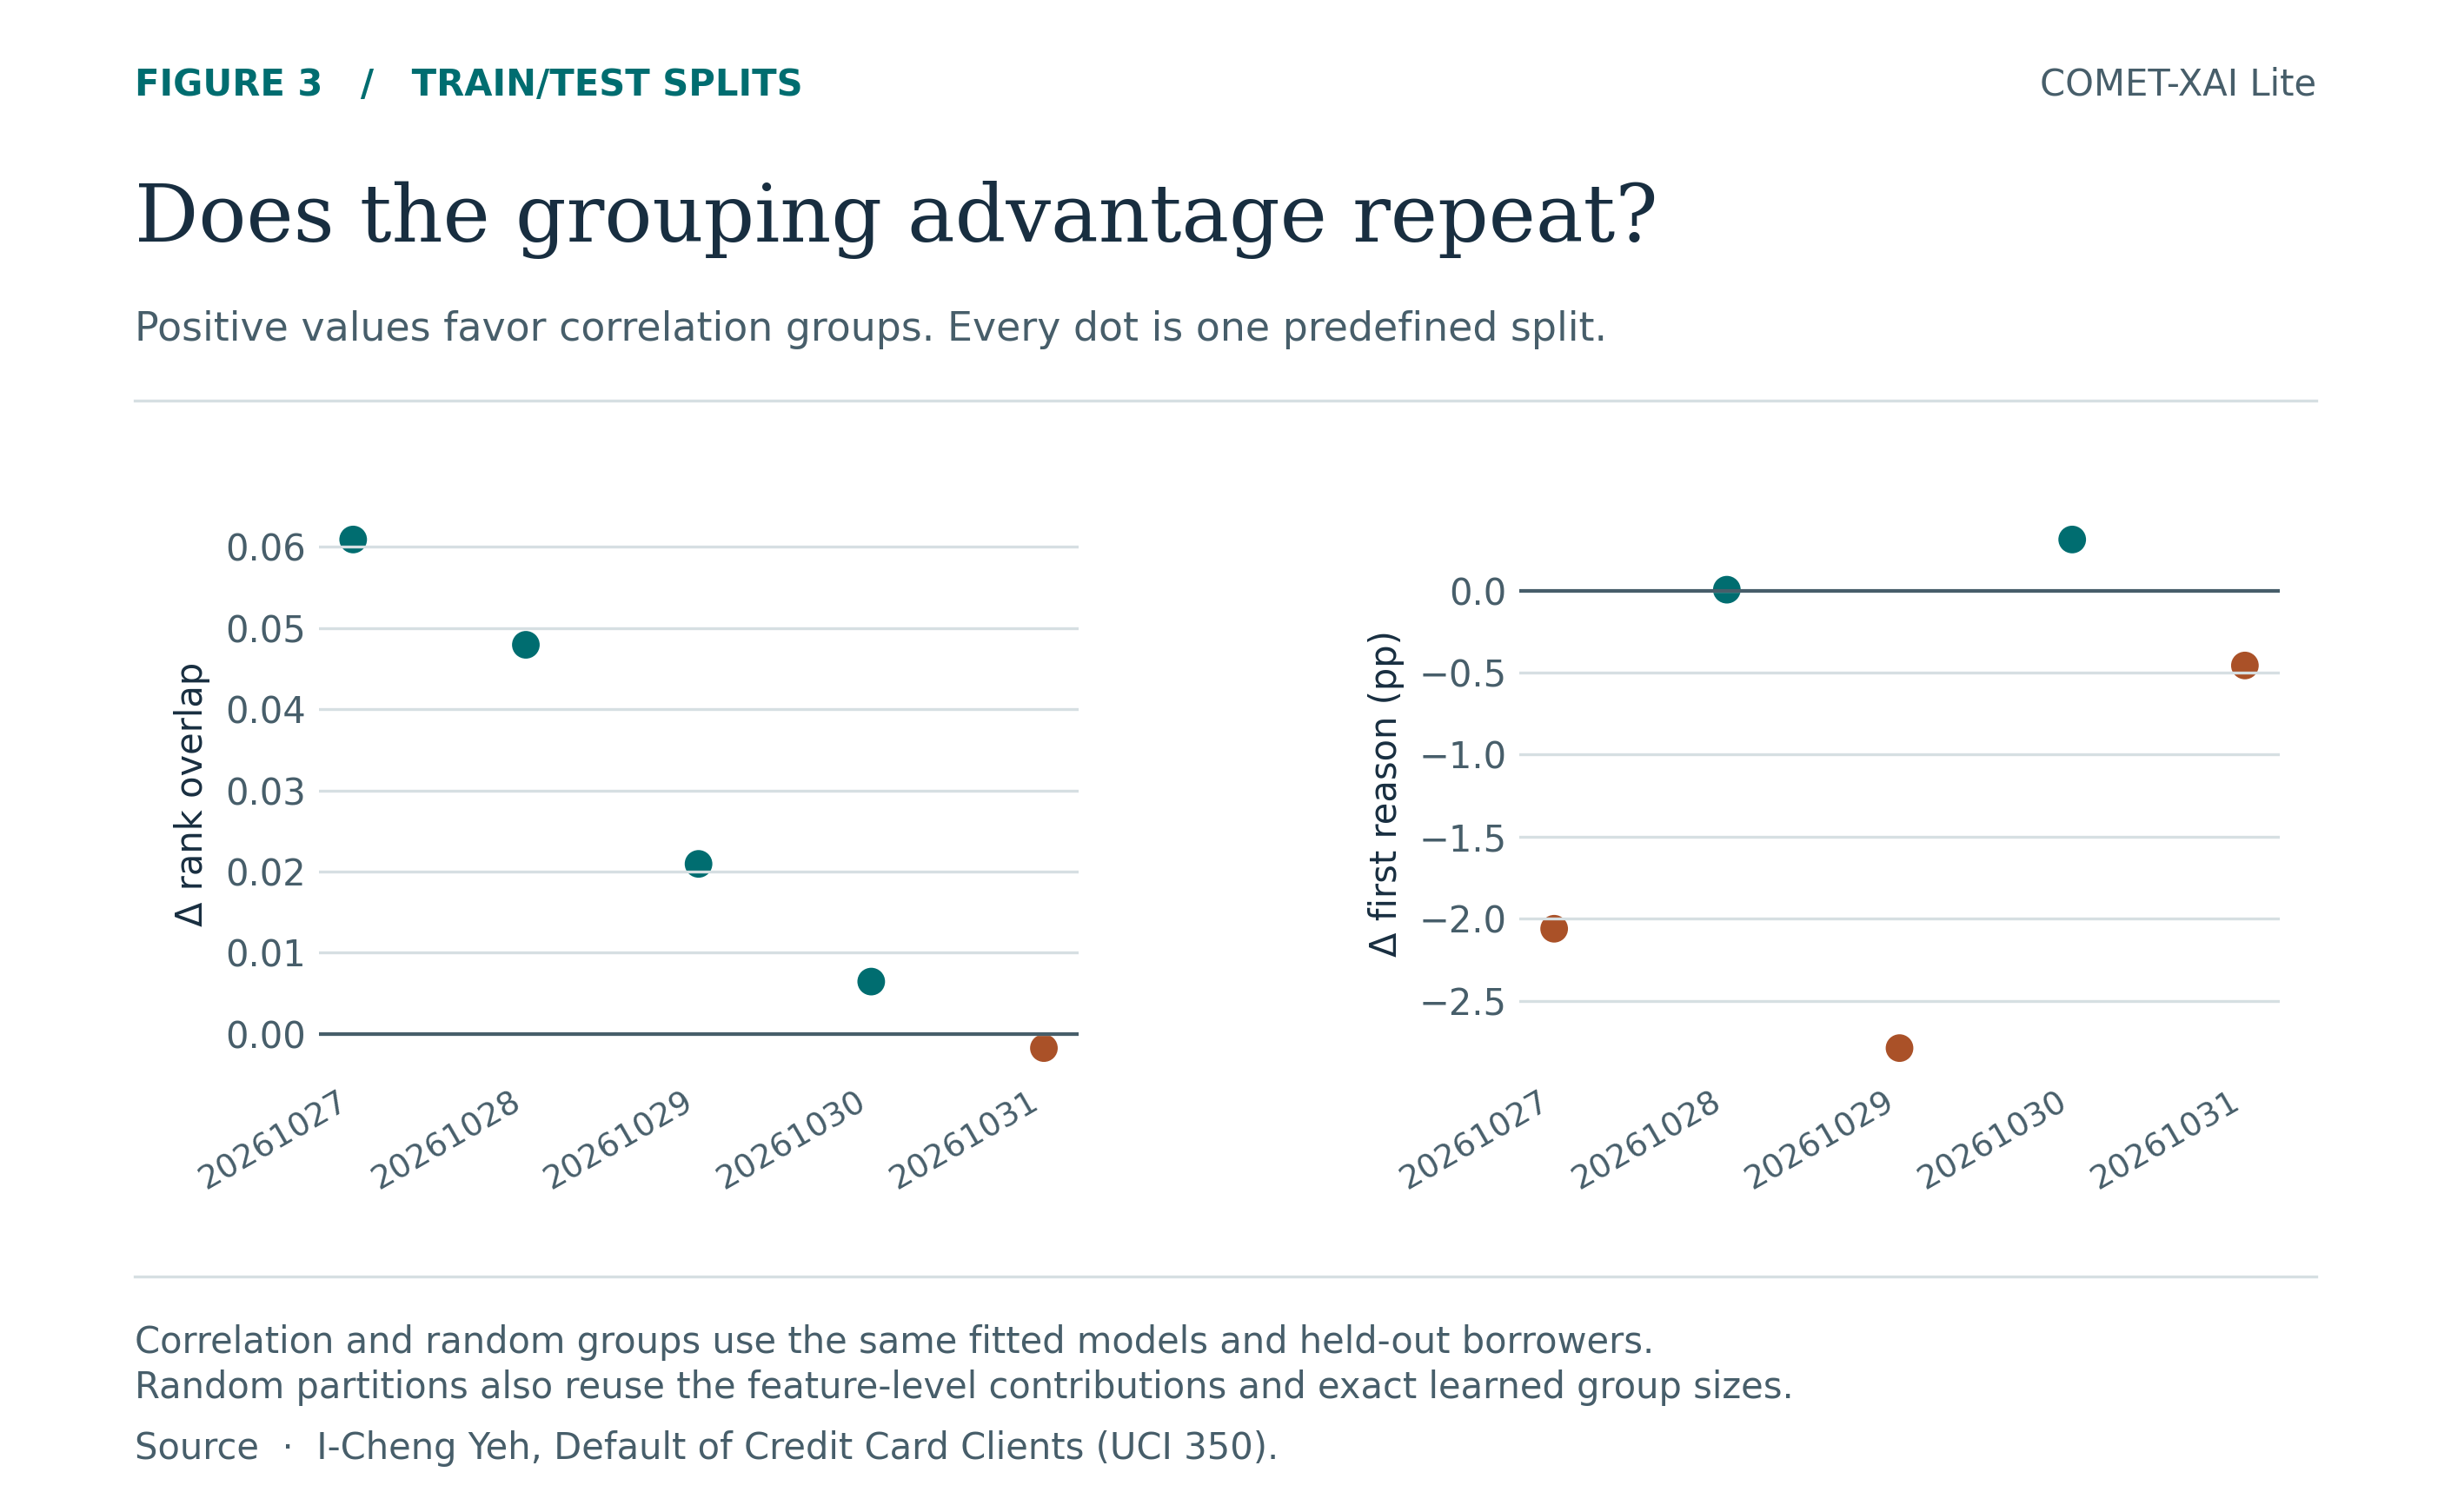 FIGURE 3 / TRAIN/TEST SPLITS
COMET-XAI Lite
Does the grouping advantage repeat?
Positive values favor correlation groups. Every dot is one predefined split.
Δ rank overlap
0.06
0.05
0.04
0.03
0.02
0.01
0.00
20261027
20261028
20261029
20261030
20261031
Δ first reason (pp)
0.0
−0.5
−1.0
−1.5
−2.0
−2.5
20261027
20261028
20261029
20261030
20261031
Correlation and random groups use the same fitted models and held-out borrowers.
Random partitions also reuse the feature-level contributions and exact learned group sizes.
Source · I-Cheng Yeh, Default of Credit Card Clients (UCI 350).